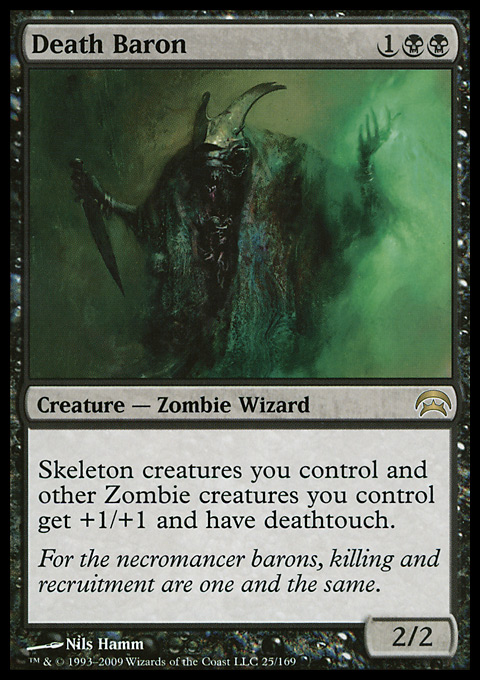 Death Baron 1
Creature — Zombie Wizard
Skeleton creatures you control and
other Zombie creatures you control
get +1/+1 and have deathtouch.
For the necromancer barons, killing and
recruitment are one and the same.
Nils Hamm
2/2
™ & © 1993–2009 Wizards of the Coast LLC 25/169